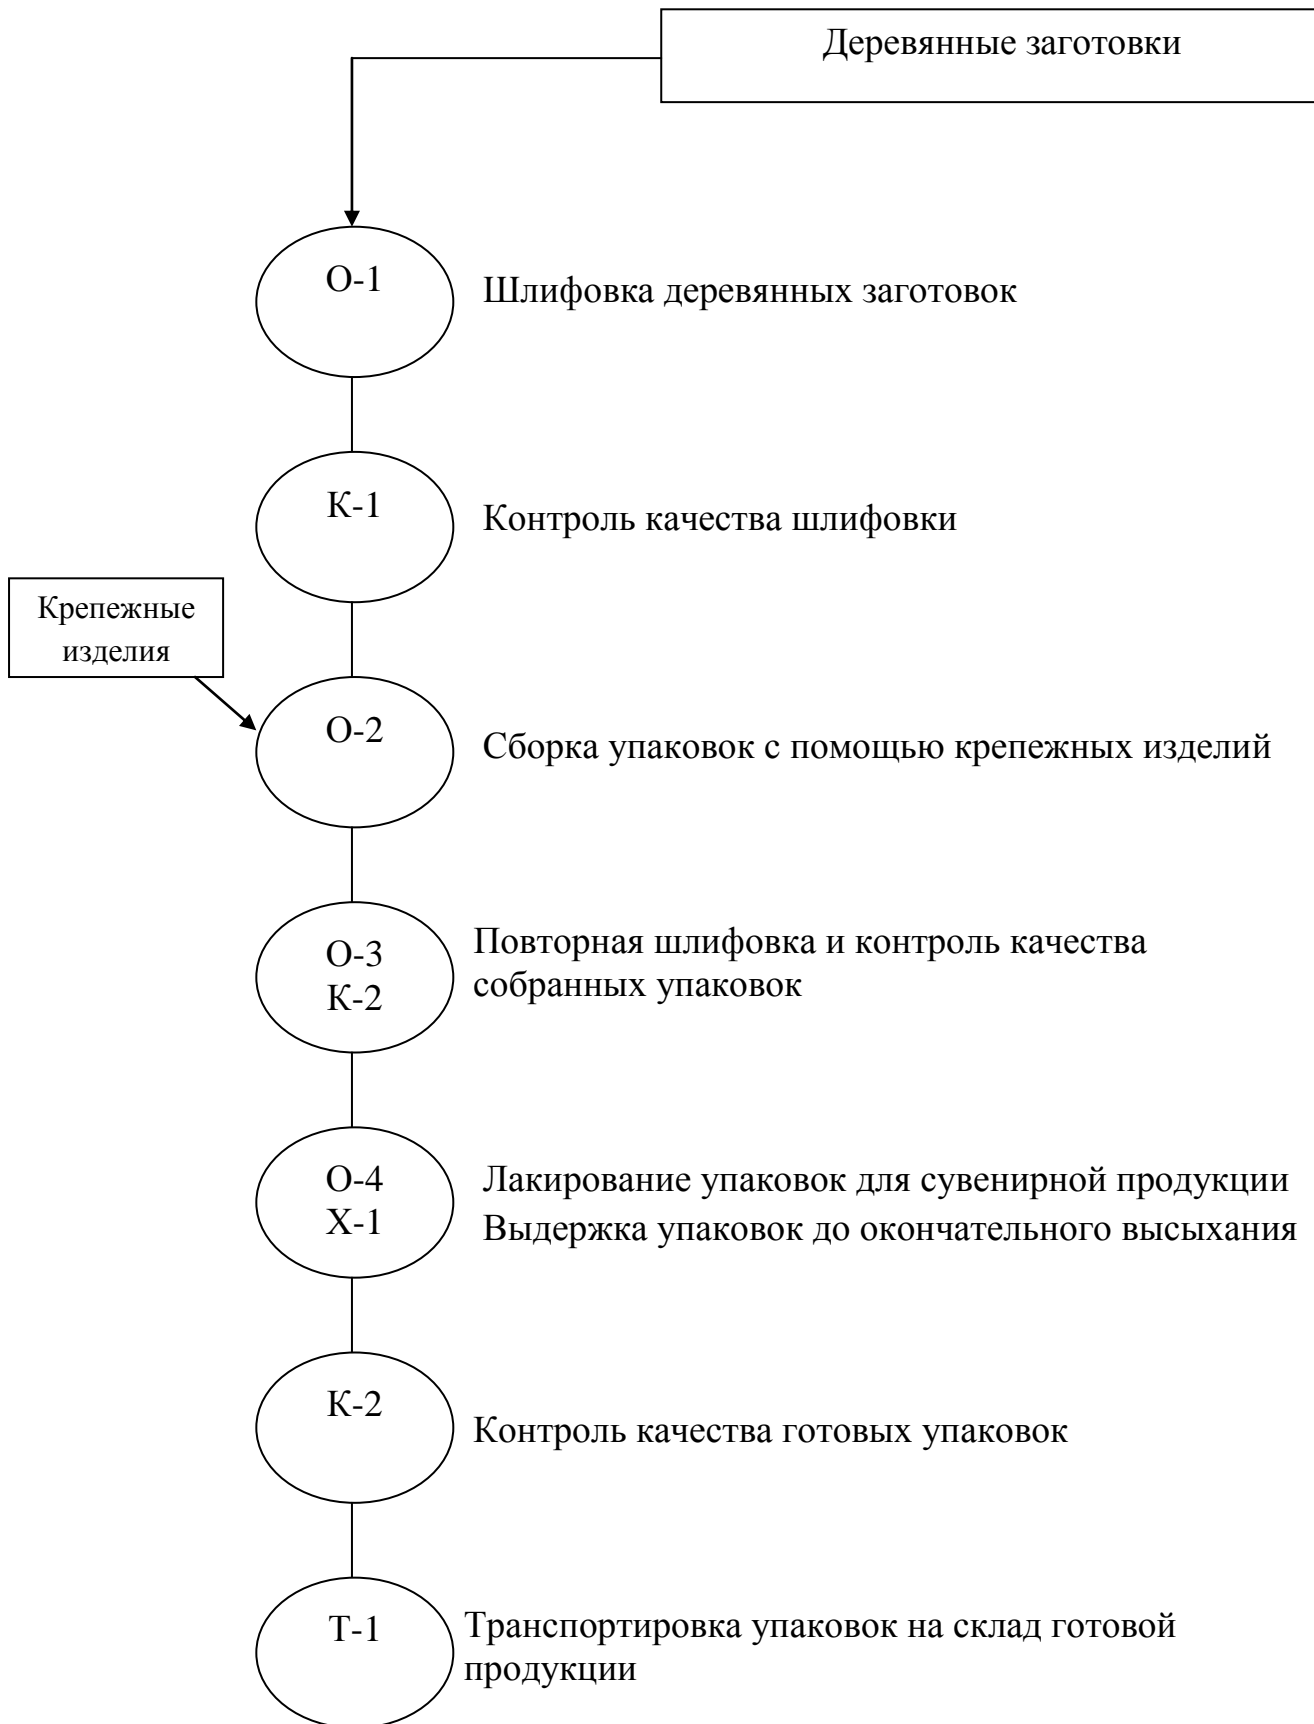 Деревянные заготовки
О-1
Шлифовка деревянных заготовок
К-1
Контроль качества шлифовки
Крепежные
изделия
О-2
Сборка упаковок с помощью крепежных изделий
О-3
К-2
Повторная шлифовка и контроль качества
собранных упаковок
О-4
Х-1
Лакирование упаковок для сувенирной продукции
Выдержка упаковок до окончательного высыхания
К-2
Контроль качества готовых упаковок
Т-1
Транспортировка упаковок на склад готовой
продукции